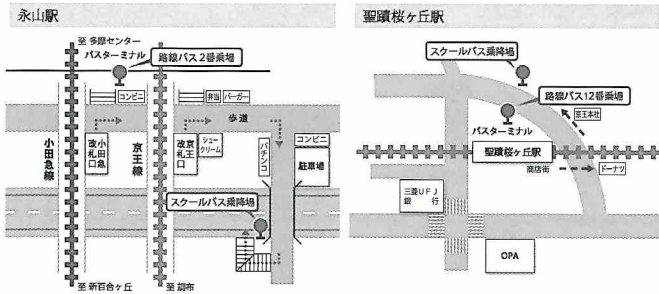 永山駅
至 多摩センター
バスターミナル
路線バス2番乗場
コンビニ
弁当
バーガー
歩道
小田急線
小田急
改札口
京王線
京王
改札口
シュー
クリーム
パチンコ
コンビニ
駐車場
スクールバス乗降場
至 新百合ヶ丘
至 調布
聖蹟桜ヶ丘駅
スクールバス乗降場
路線バス12番乗場
京王本社
バスターミナル
聖蹟桜ヶ丘駅
商店街
ドーナツ
三菱UFJ
銀行
OPA